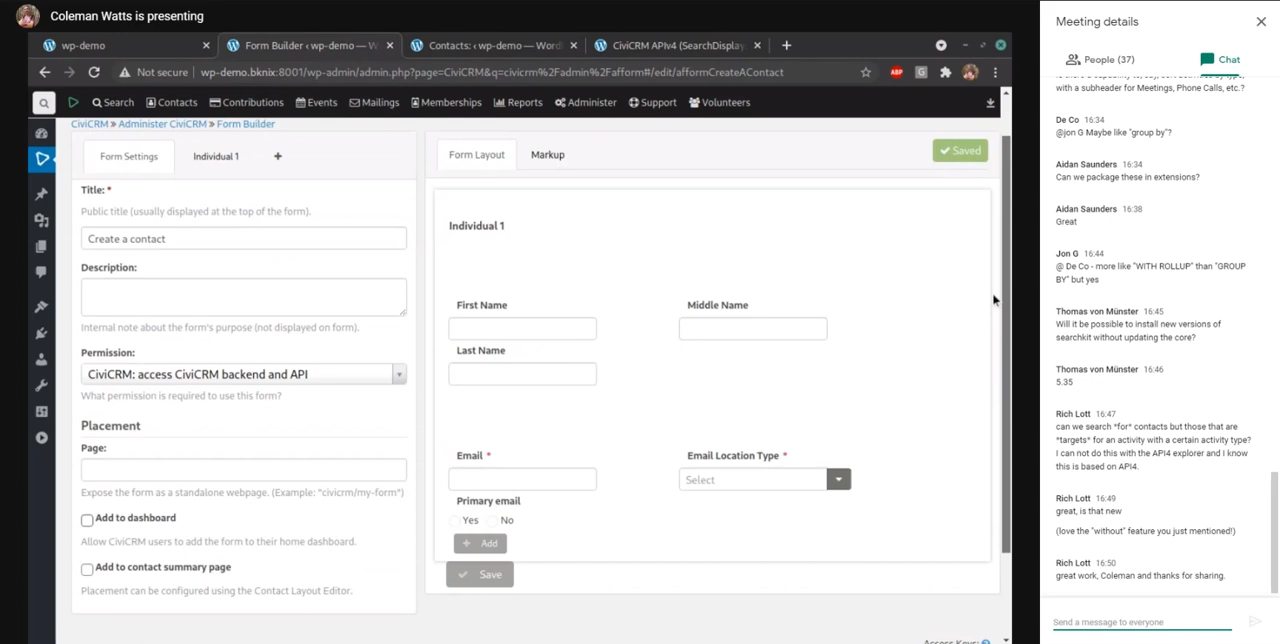 Coleman Watts is presenting
wp-demo
Form Builder ‹ wp-demo — W
Contacts: ‹ wp-demo — Word
CiviCRM APIv4 (SearchDisplay
Not secure
wp-demo.bknix:8001/wp-admin/admin.php?page=CiviCRM&q=civicrm%2Fadmin%2Fafform#/edit/afformCreateAContact
ABP
G
Search
Contacts
Contributions
Events
Mailings
Memberships
Reports
Administer
Support
Volunteers
CiviCRM » Administer CiviCRM » Form Builder
Form Settings
Individual 1
Title: *
Public title (usually displayed at the top of the form).
Create a contact
Description:
Internal note about the form's purpose (not displayed on form).
Permission:
CiviCRM: access CiviCRM backend and API
What permission is required to use this form?
Placement
Page:
Expose the form as a standalone webpage. (Example: "civicrm/my-form")
Add to dashboard
Allow CiviCRM users to add the form to their home dashboard.
Add to contact summary page
Placement can be configured using the Contact Layout Editor.
Form Layout
Markup
Saved
Individual 1
First Name
Middle Name
Last Name
Email *
Email Location Type *
Select
Primary email
Yes
No
+ Add
Save
Meeting details
People (37)
Chat
with a subheader for Meetings, Phone Calls, etc.?
De Co 16:34
@jon G Maybe like "group by"?
Aidan Saunders 16:34
Can we package these in extensions?
Aidan Saunders 16:38
Great
Jon G 16:44
@ De Co - more like "WITH ROLLUP" than "GROUP
BY" but yes
Thomas von Münster 16:45
Will it be possible to install new versions of
searchkit without updating the core?
Thomas von Münster 16:46
5.35
Rich Lott 16:47
can we search *for* contacts but those that are
*targets* for an activity with a certain activity type?
I can not do this with the API4 explorer and I know
this is based on API4.
Rich Lott 16:49
great, is that new
(love the "without" feature you just mentioned!)
Rich Lott 16:50
great work, Coleman and thanks for sharing.
Send a message to everyone